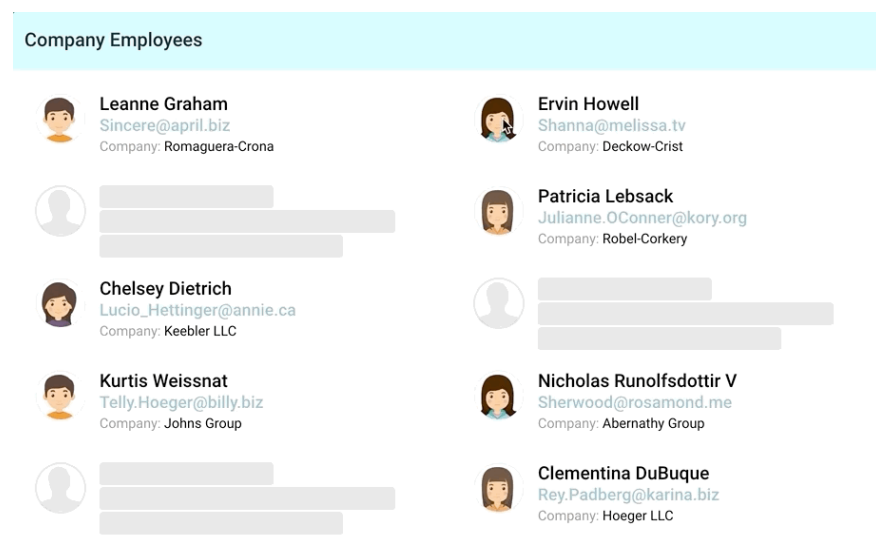 Company Employees
Leanne Graham
Sincere@april.biz
Company: Romaguera-Crona
Ervin Howell
Shanna@melissa.tv
Company: Deckow-Crist
Patricia Lebsack
Julianne.OConner@kory.org
Company: Robel-Corkery
Chelsey Dietrich
Lucio_Hettinger@annie.ca
Company: Keebler LLC
Kurtis Weissnat
Telly.Hoeger@billy.biz
Company: Johns Group
Nicholas Runolfsdottir V
Sherwood@rosamond.me
Company: Abernathy Group
Clementina DuBuque
Rey.Padberg@karina.biz
Company: Hoeger LLC